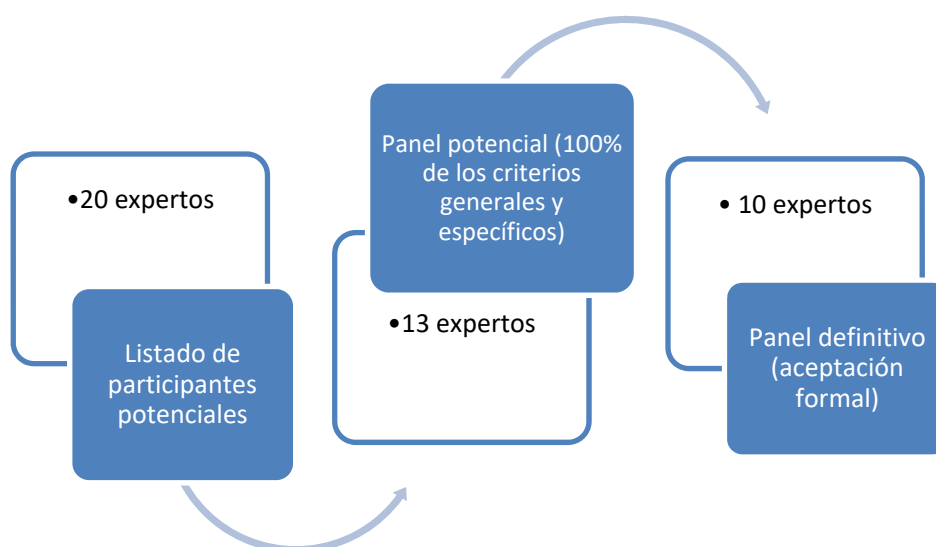 •20 expertos
Listado de
participantes
potenciales
Panel potencial (100%
de los criterios
generales y
específicos)
•13 expertos
• 10 expertos
Panel definitivo
(aceptación
formal)